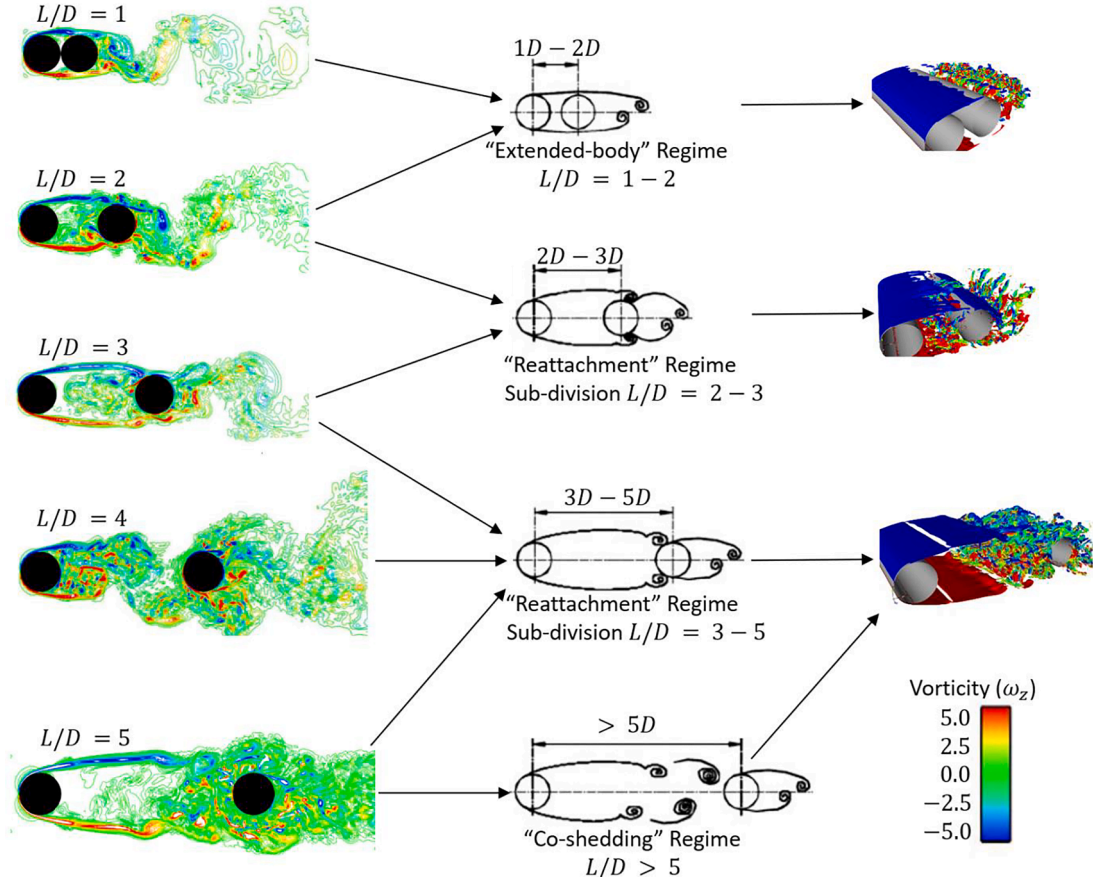 L/D = 1
L/D = 2
L/D = 3
L/D = 4
L/D = 5
1D − 2D
“Extended-body” Regime
L/D = 1 − 2
2D − 3D
“Reattachment” Regime
Sub-division L/D = 2 − 3
3D − 5D
“Reattachment” Regime
Sub-division L/D = 3 − 5
> 5D
“Co-shedding” Regime
L/D > 5
Vorticity (ω_z)
5.0
2.5
0.0
−2.5
−5.0